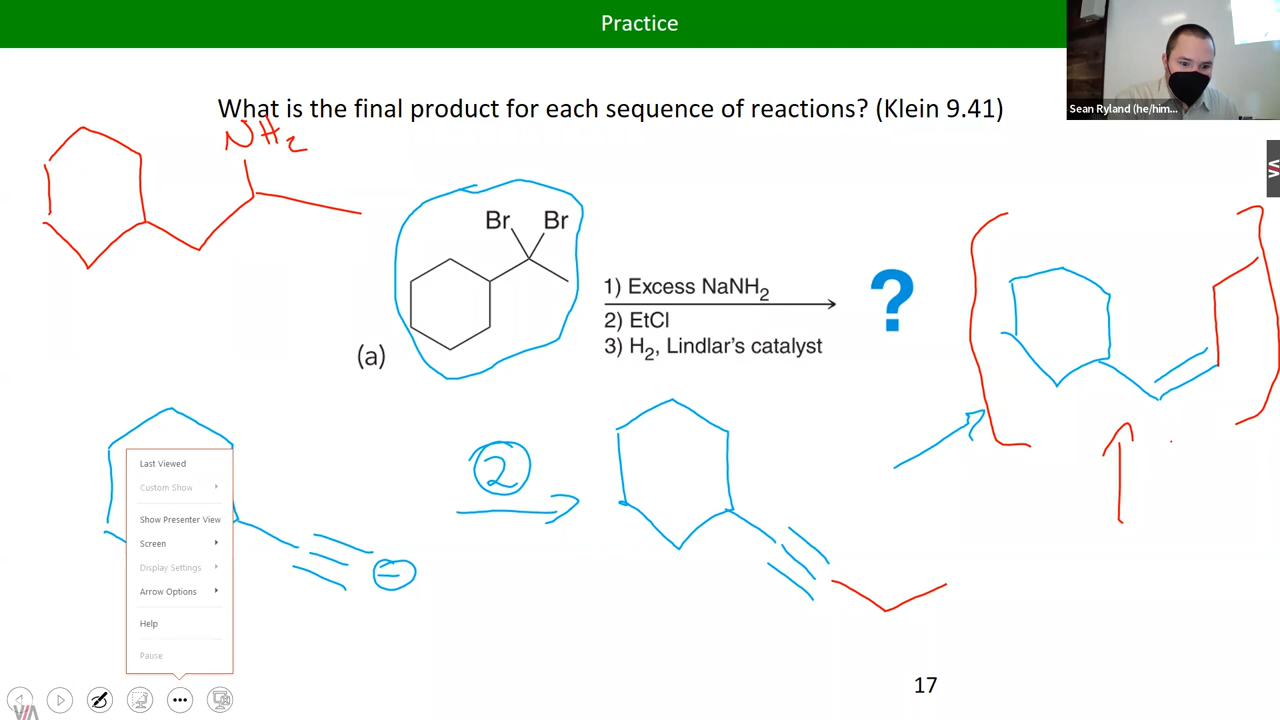 Practice
Sean Ryland (he/him...
What is the final product for each sequence of reactions? (Klein 9.41)
NH2
Br Br
1) Excess NaNH2
2) EtCl
3) H2, Lindlar's catalyst
?
(a)
2
Last Viewed
Custom Show
Show Presenter View
Screen
Display Settings
Arrow Options
Help
Pause
17